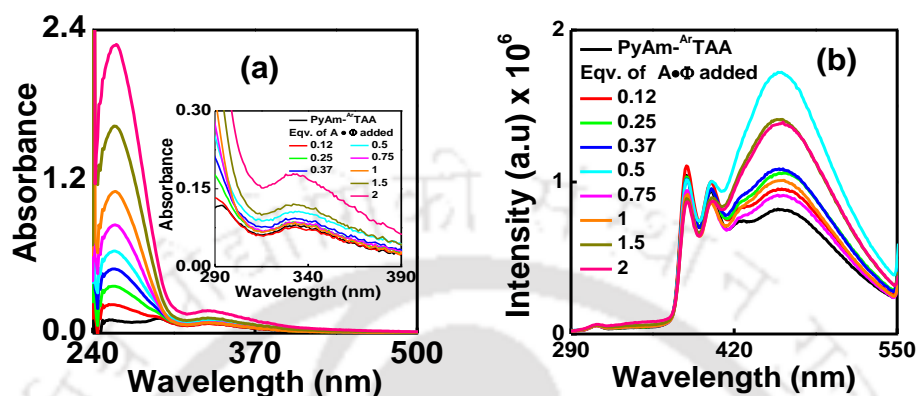 2.4
1.2
0.0
Absorbance
(a)
0.30
0.15
0.00
Absorbance
PyAm-ᴬʳTAA
Eqv. of A•Φ added
0.12 0.5
0.25 0.75
0.37 1
1.5
2
290 340 390
Wavelength (nm)
240 370 500
Wavelength (nm)
2
1
0
Intensity (a.u) x 10⁶
(b)
PyAm-ᴬʳTAA
Eqv. of A•Φ added
0.12
0.25
0.37
0.5
0.75
1
1.5
2
290 420 550
Wavelength (nm)